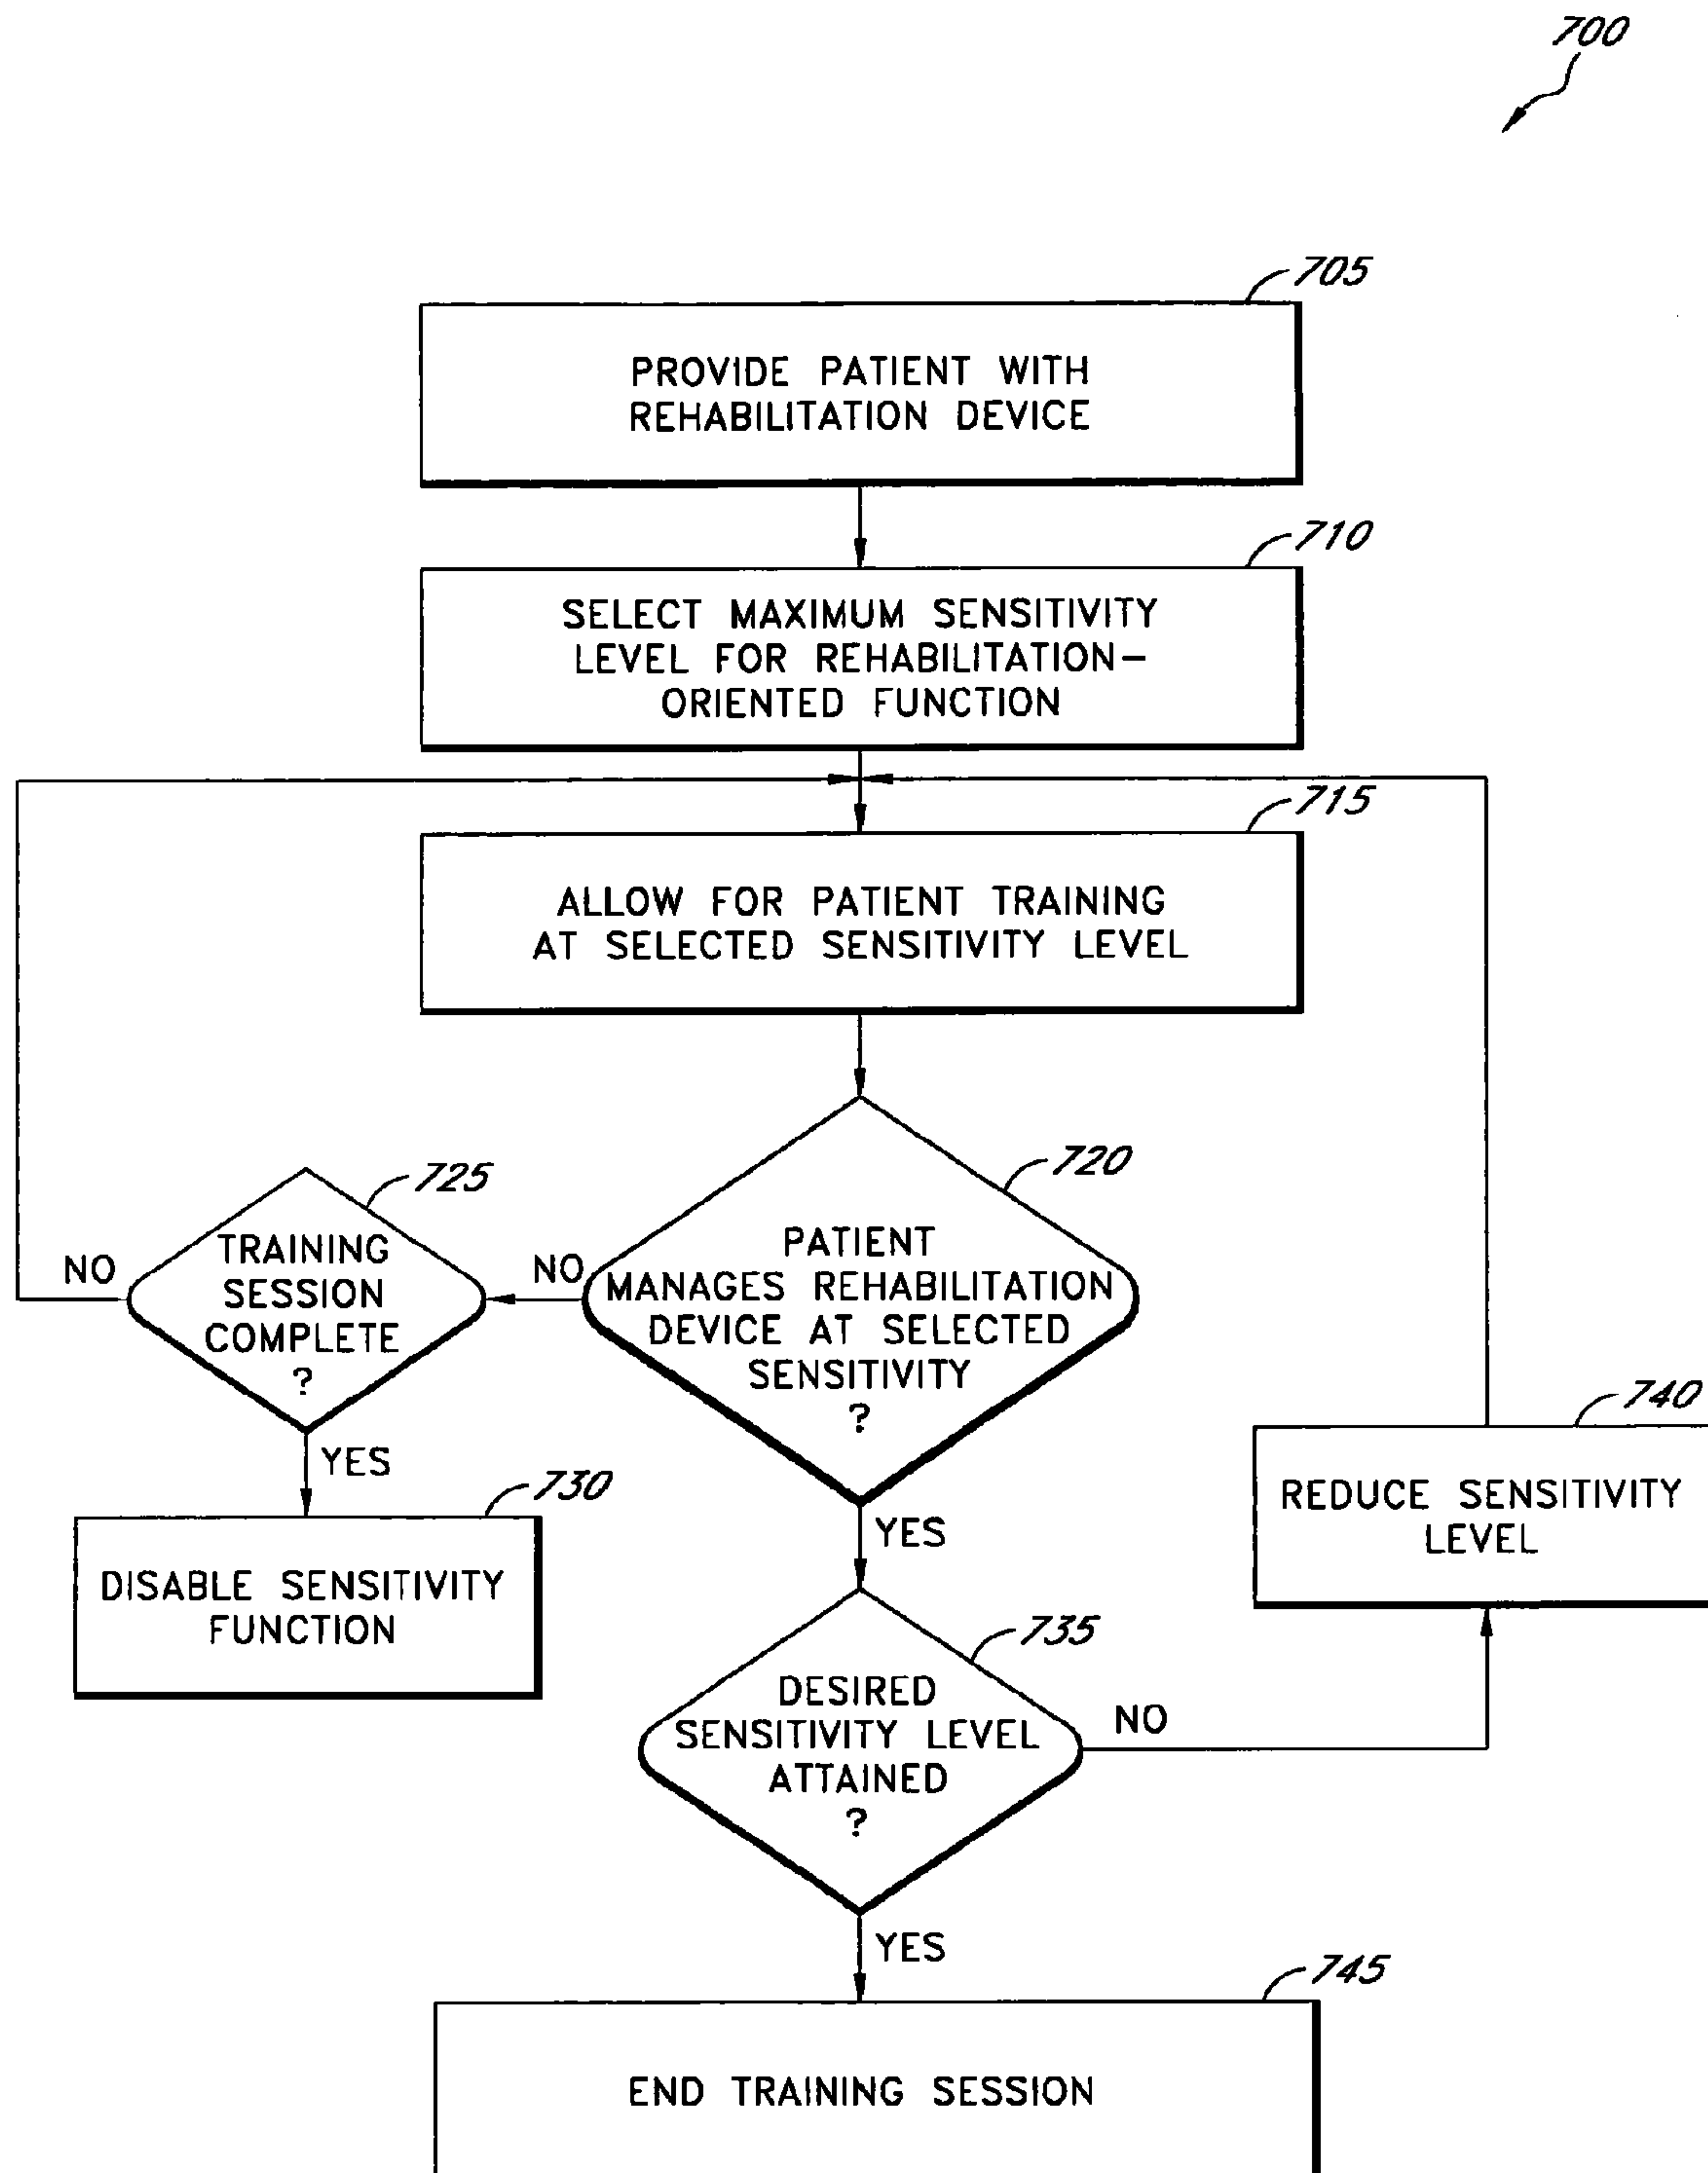 700
705
PROVIDE PATIENT WITH
REHABILITATION DEVICE
710
SELECT MAXIMUM SENSITIVITY
LEVEL FOR REHABILITATION-
ORIENTED FUNCTION
715
ALLOW FOR PATIENT TRAINING
AT SELECTED SENSITIVITY LEVEL
720
PATIENT
MANAGES REHABILITATION
DEVICE AT SELECTED
SENSITIVITY
?
NO
725
TRAINING
SESSION
COMPLETE
?
NO
YES
730
DISABLE SENSITIVITY
FUNCTION
YES
735
DESIRED
SENSITIVITY LEVEL
ATTAINED
?
NO
740
REDUCE SENSITIVITY
LEVEL
YES
745
END TRAINING SESSION